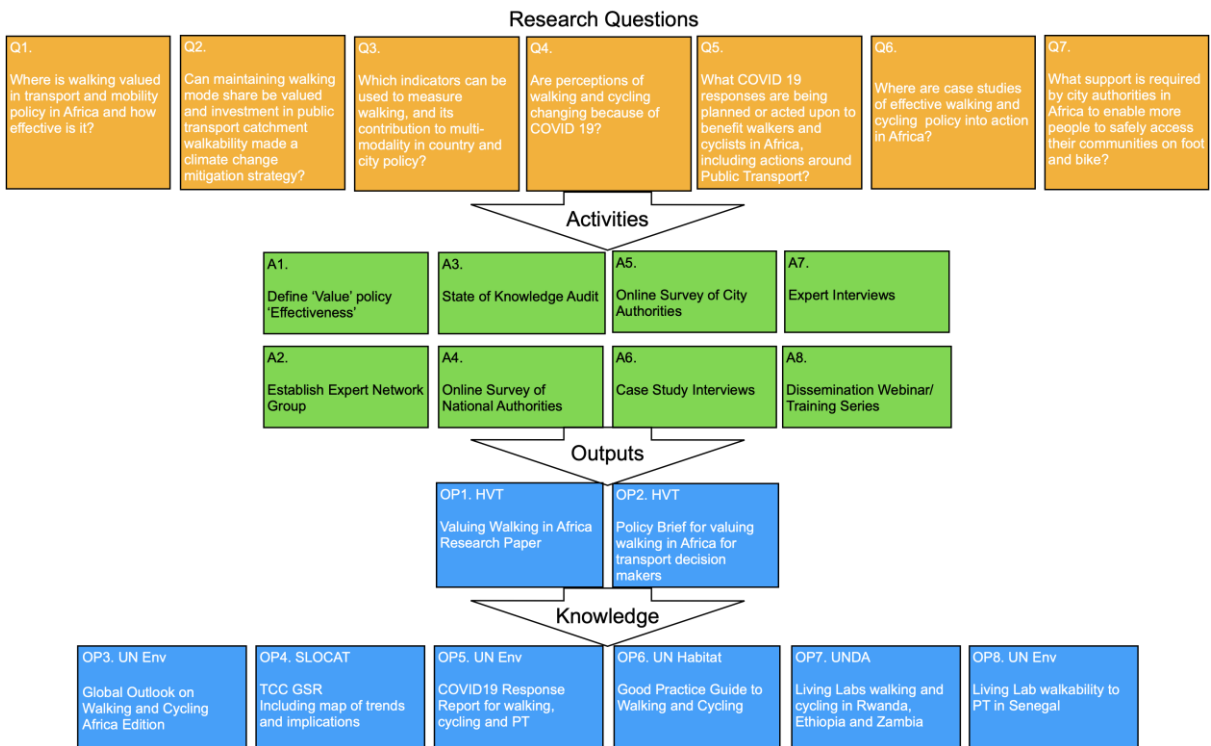 Research Questions
Q1.
Where is walking valued
in transport and mobility
policy in Africa and how
effective is it?
Q2.
Can maintaining walking
mode share be valued
and investment in public
transport catchment
walkability made a
climate change
mitigation strategy?
Q3.
Which indicators can be
used to measure
walking, and its
contribution to multi-
modality in country and
city policy?
Q4.
Are perceptions of
walking and cycling
changing because of
COVID 19?
Q5.
What COVID 19
responses are being
planned or acted upon to
benefit walkers and
cyclists in Africa,
including actions around
Public Transport?
Q6.
Where are case studies
of effective walking and
cycling policy into action
in Africa?
Q7.
What support is required
by city authorities in
Africa to enable more
people to safely access
their communities on foot
and bike?
Activities
A1.
Define ‘Value’ policy
‘Effectiveness’
A3.
State of Knowledge Audit
A5.
Online Survey of City
Authorities
A7.
Expert Interviews
A2.
Establish Expert Network
Group
A4.
Online Survey of
National Authorities
A6.
Case Study Interviews
A8.
Dissemination Webinar/
Training Series
Outputs
OP1. HVT
Valuing Walking in Africa
Research Paper
OP2. HVT
Policy Brief for valuing
walking in Africa for
transport decision
makers
Knowledge
OP3. UN Env
Global Outlook on
Walking and Cycling
Africa Edition
OP4. SLOCAT
TCC GSR
Including map of trends
and implications
OP5. UN Env
COVID19 Response
Report for walking,
cycling and PT
OP6. UN Habitat
Good Practice Guide to
Walking and Cycling
OP7. UNDA
Living Labs walking and
cycling in Rwanda,
Ethiopia and Zambia
OP8. UN Env
Living Lab walkability to
PT in Senegal